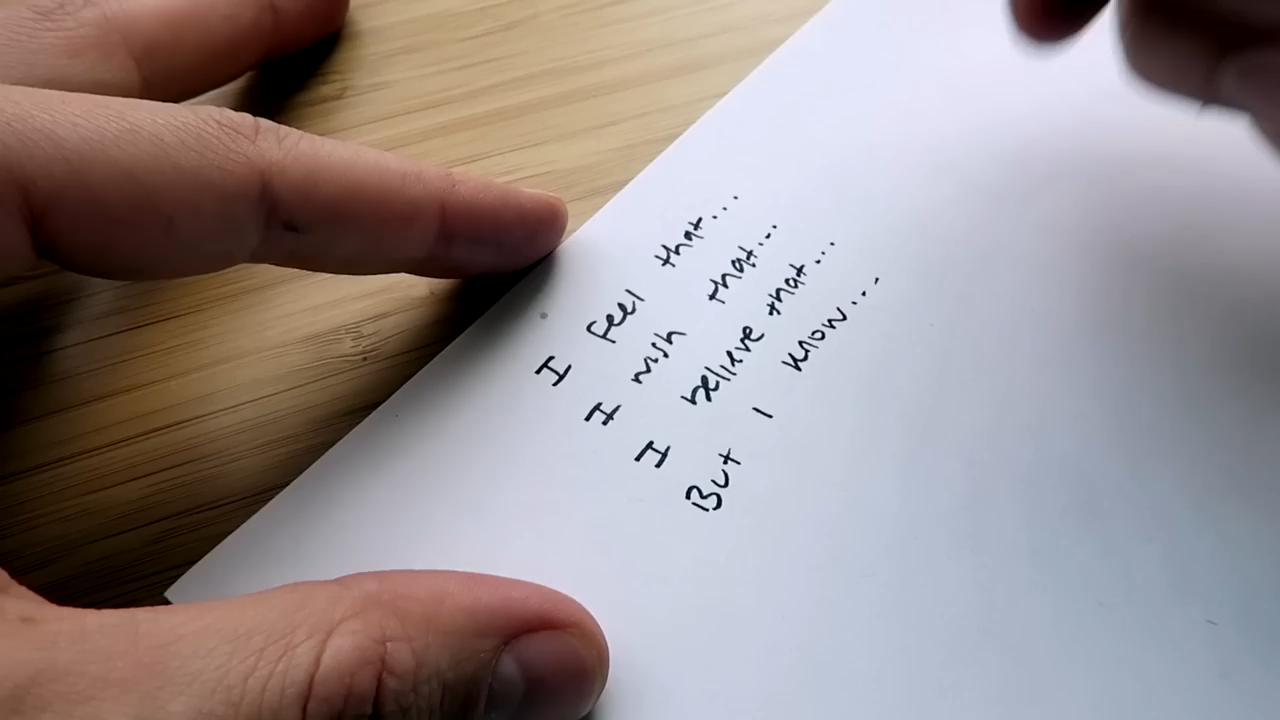 I feel that...
I wish that...
I believe that...
But I know...